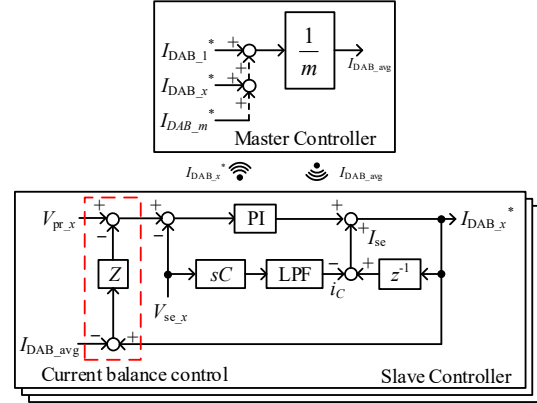 I_DAB_1* + 1/m I_DAB_avg
+
I_DAB_x* +
+
I_DAB_m*
Master Controller
I_DAB_x* I_DAB_avg
V_pr_x + − + − PI + + I_DAB_x*
I_se
Z sC LPF − i_C + z^-1
V_se_x
I_DAB_avg − +
Current balance control Slave Controller